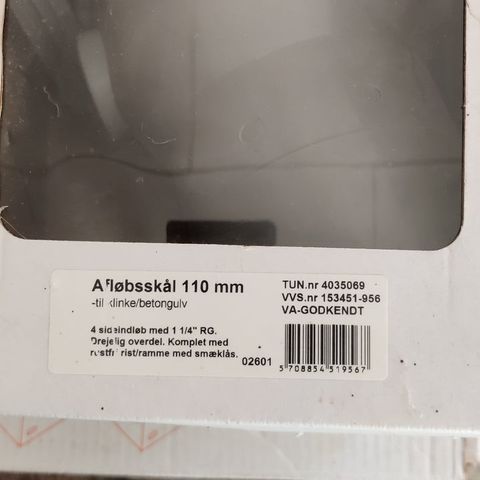 Afløbsskål 110 mm
-til klinke/betongulv
4 sideindløb med 1 1/4" RG.
Drejelig overdel. Komplet med
rustfri rist/ramme med smæklås.
02601
TUN.nr 4035069
VVS.nr 153451-956
VA-GODKENDT
5 708854 519567